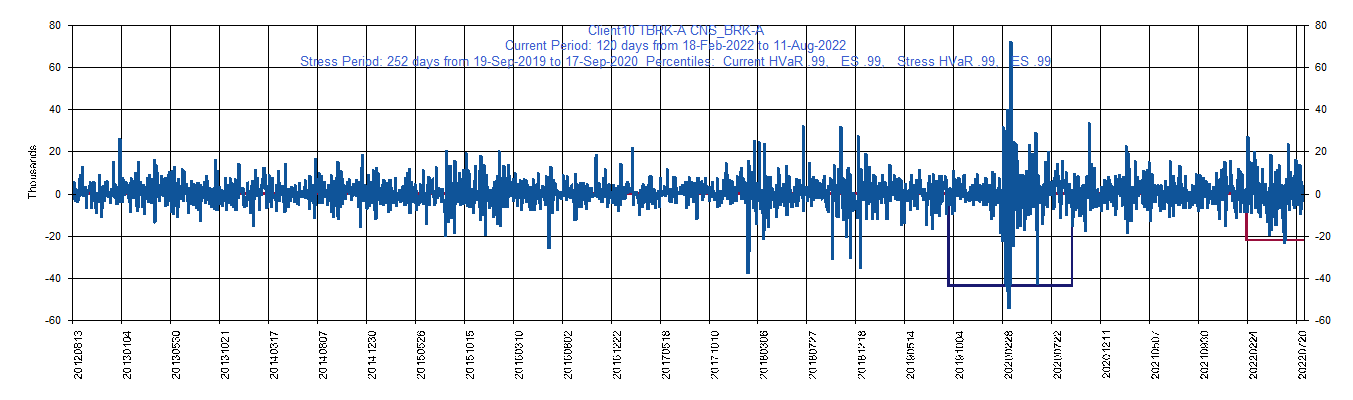 Client10 TBRK-A CNS_BRK-A
Current Period: 120 days from 18-Feb-2022 to 11-Aug-2022
Stress Period: 252 days from 19-Sep-2019 to 17-Sep-2020 Percentiles: Current HVaR .99, ES .99, Stress HVaR .99, ES .99
80 80
60 60
40 40
20 20
Thousands
0 0
-20 -20
-40 -40
-60 -60
20120813 20130104 20130530 20131021 20140317 20140807 20141230 20150526 20151015 20160310 20160802 20161222 20170518 20171010 20180306 20180727 20181218 20190514 20191004 20200228 20200722 20201211 20210507 20210930 20220224 20220720